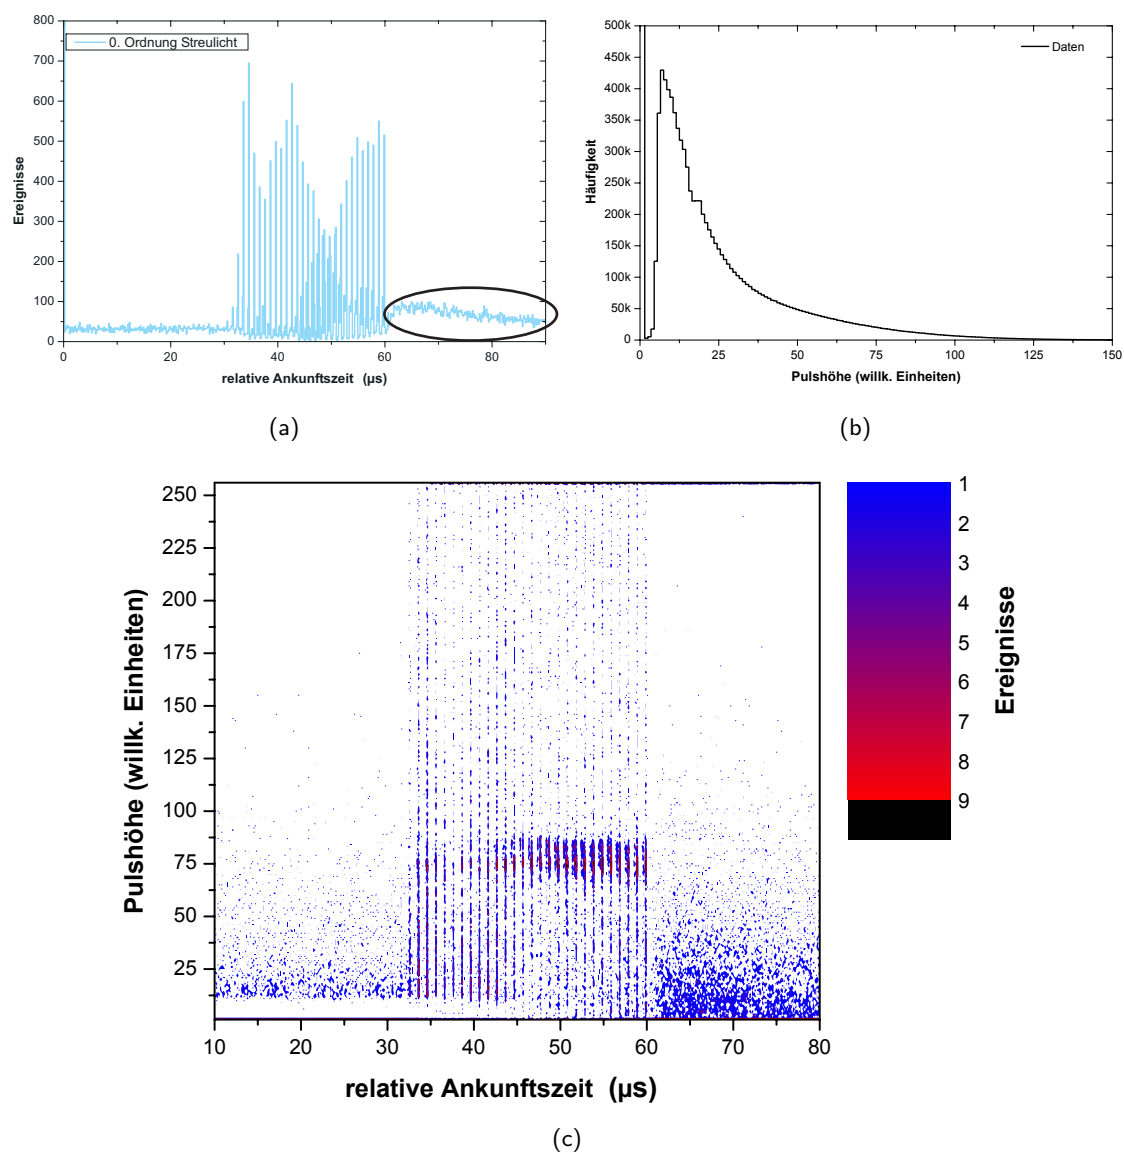 800
700
600
500
400
300
200
100
0
0 20 40 60 80
Ereignisse
0. Ordnung Streulicht
relative Ankunftszeit (µs)
(a)
500k
450k
400k
350k
300k
250k
200k
150k
100k
50k
0
0 25 50 75 100 125 150
Häufigkeit
Daten
Pulshöhe (willk. Einheiten)
(b)
250
225
200
175
150
125
100
75
50
25
10 20 30 40 50 60 70 80
Pulshöhe (willk. Einheiten)
relative Ankunftszeit (µs)
1
2
3
4
5
6
7
8
9
Ereignisse
(c)